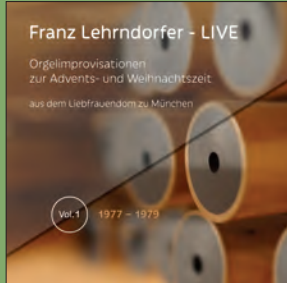 Franz Lehrndorfer - LIVE
Orgelimprovisationen
zur Advents- und Weihnachtszeit
aus dem Liebfrauendom zu München
Vol. 1 1977 – 1979